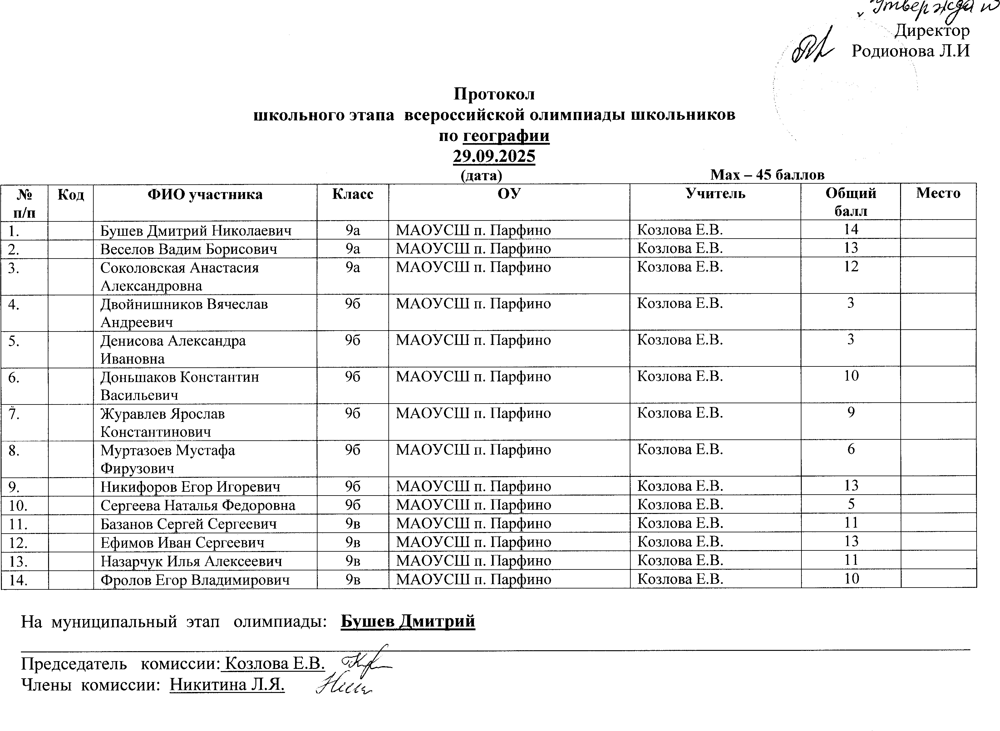 Утверждаю
Директор
Родионова Л.И
Протокол
школьного этапа всероссийской олимпиады школьников
по географии
29.09.2025
(дата) Мах – 45 баллов
№ п/п Код ФИО участника Класс ОУ Учитель Общий балл Место
1. Бушев Дмитрий Николаевич 9а МАОУСШ п. Парфино Козлова Е.В. 14
2. Веселов Вадим Борисович 9а МАОУСШ п. Парфино Козлова Е.В. 13
3. Соколовская Анастасия Александровна 9а МАОУСШ п. Парфино Козлова Е.В. 12
4. Двойнишников Вячеслав Андреевич 9б МАОУСШ п. Парфино Козлова Е.В. 3
5. Денисова Александра Ивановна 9б МАОУСШ п. Парфино Козлова Е.В. 3
6. Доньшаков Константин Васильевич 9б МАОУСШ п. Парфино Козлова Е.В. 10
7. Журавлев Ярослав Константинович 9б МАОУСШ п. Парфино Козлова Е.В. 9
8. Муртазоев Мустафа Фирузович 9б МАОУСШ п. Парфино Козлова Е.В. 6
9. Никифоров Егор Игоревич 9б МАОУСШ п. Парфино Козлова Е.В. 13
10. Сергеева Наталья Федоровна 9б МАОУСШ п. Парфино Козлова Е.В. 5
11. Базанов Сергей Сергеевич 9в МАОУСШ п. Парфино Козлова Е.В. 11
12. Ефимов Иван Сергеевич 9в МАОУСШ п. Парфино Козлова Е.В. 13
13. Назарчук Илья Алексеевич 9в МАОУСШ п. Парфино Козлова Е.В. 11
14. Фролов Егор Владимирович 9в МАОУСШ п. Парфино Козлова Е.В. 10
На муниципальный этап олимпиады: Бушев Дмитрий
Председатель комиссии: Козлова Е.В.
Члены комиссии: Никитина Л.Я.